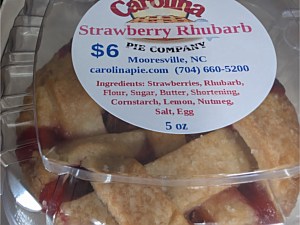 Carolina
Strawberry Rhubarb
$6 PIE COMPANY
Mooresville, NC
carolinapie.com (704) 660-5200
Ingredients: Strawberries, Rhubarb,
Flour, Sugar, Butter, Shortening,
Cornstarch, Lemon, Nutmeg,
Salt, Egg
5 oz